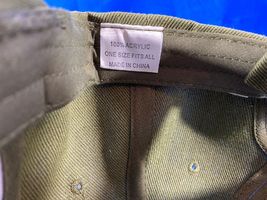 100% ACRYLIC
ONE SIZE FITS ALL
MADE IN CHINA